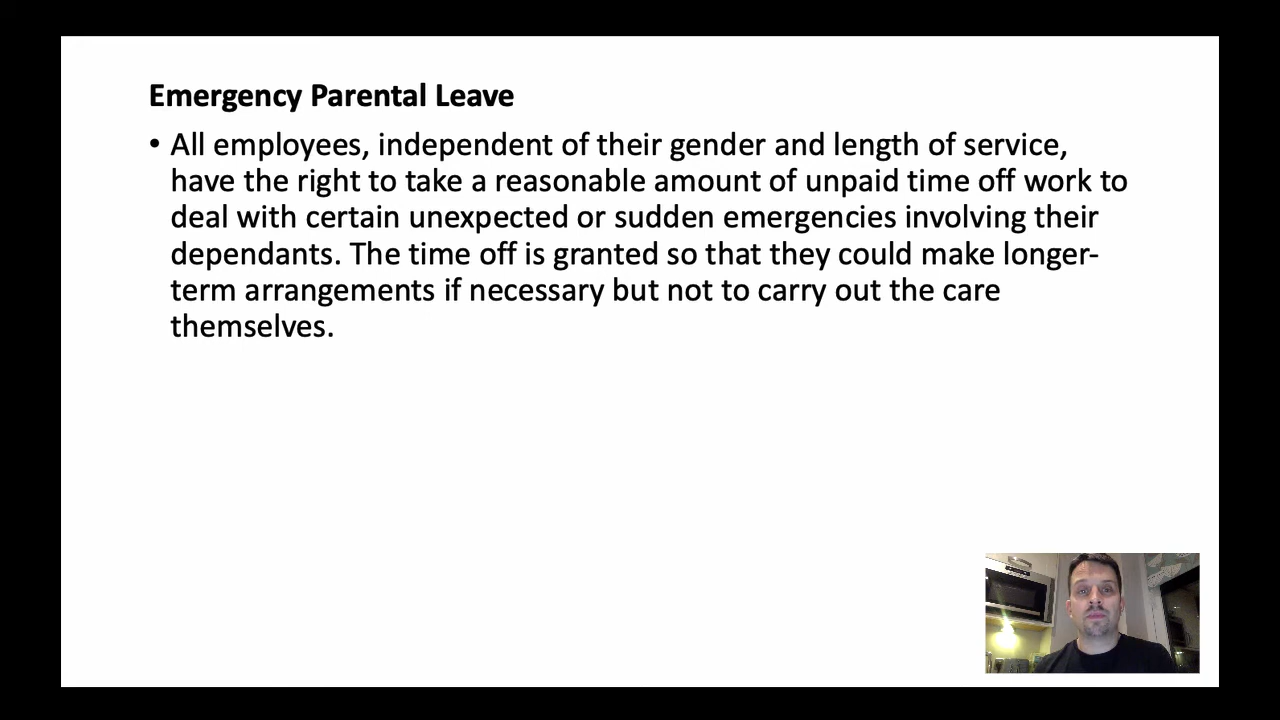 Emergency Parental Leave
• All employees, independent of their gender and length of service,
have the right to take a reasonable amount of unpaid time off work to
deal with certain unexpected or sudden emergencies involving their
dependants. The time off is granted so that they could make longer-
term arrangements if necessary but not to carry out the care
themselves.